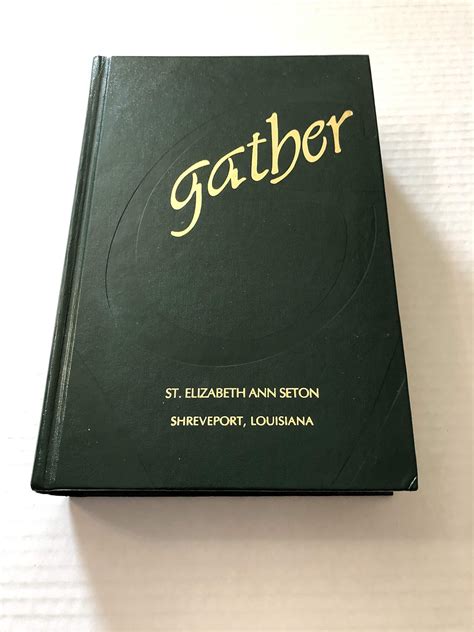 gather
ST. ELIZABETH ANN SETON
SHREVEPORT, LOUISIANA